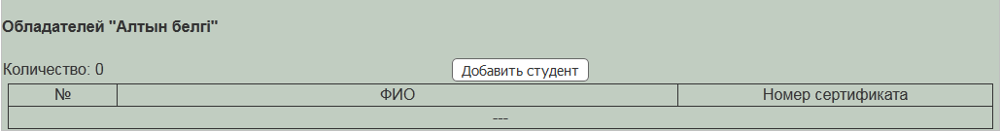 Обладателей "Алтын белгі"
Количество: 0 Добавить студент
№ ФИО Номер сертификата
---